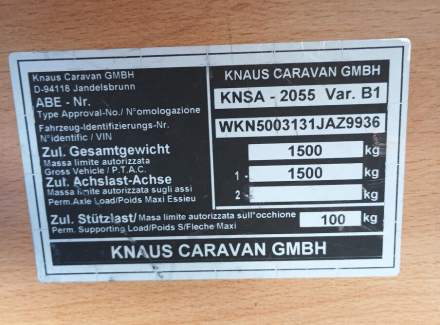 Knaus Caravan GMBH
D-94118 Jandelsbrunn
KNAUS CARAVAN GMBH
ABE - Nr.
Type Approval-No./ N°omologazione
KNSA - 2055 Var. B1
Fahrzeug-Identifizierungs-Nr.
N°identific / VIN
WKN5003131JAZ9936
Zul. Gesamtgewicht
Massa limite autorizzata
Gross Vehicle / P.T.A.C.
1500 kg
Zul. Achslast-Achse
Massa limite autorizzata sugli assi
Perm.Axle Load/Poids Maxi Essieu
1 - 1500 kg
2 - kg
Zul. Stützlast/ Massa limite autorizzata sull°occhione
Perm. Supporting Load/Poids S/Fleche Maxi
100 kg
KNAUS CARAVAN GMBH